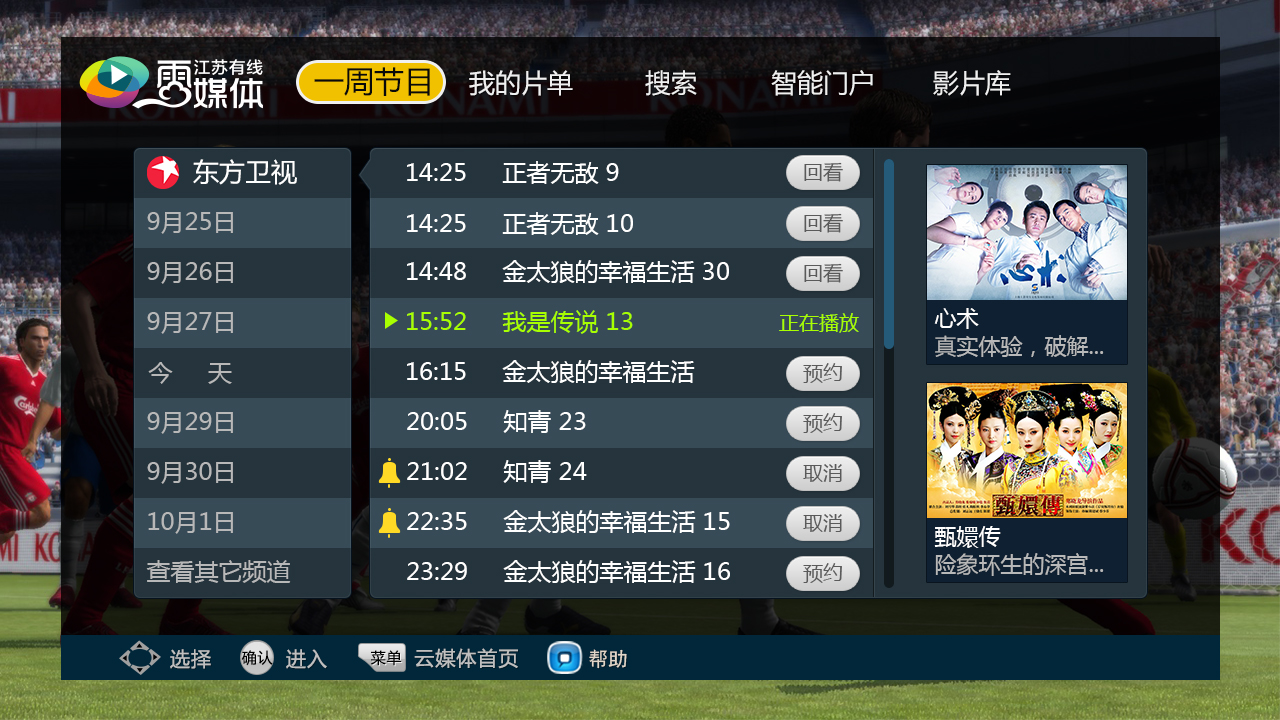 江苏有线
云媒体
一周节目
我的片单
搜索
智能门户
影片库
KONAMI
KONAMI
东方卫视
9月25日
9月26日
9月27日
今 天
9月29日
9月30日
10月1日
查看其它频道
14:25 正者无敌 9 回看
14:25 正者无敌 10 回看
14:48 金太狼的幸福生活 30 回看
15:52 我是传说 13 正在播放
16:15 金太狼的幸福生活 预约
20:05 知青 23 预约
21:02 知青 24 取消
22:35 金太狼的幸福生活 15 取消
23:29 金太狼的幸福生活 16 预约
心术
心术
真实体验，破解...
甄嬛傳
甄嬛传
险象环生的深宫...
Carlsberg
选择
确认 进入
菜单 云媒体首页
帮助